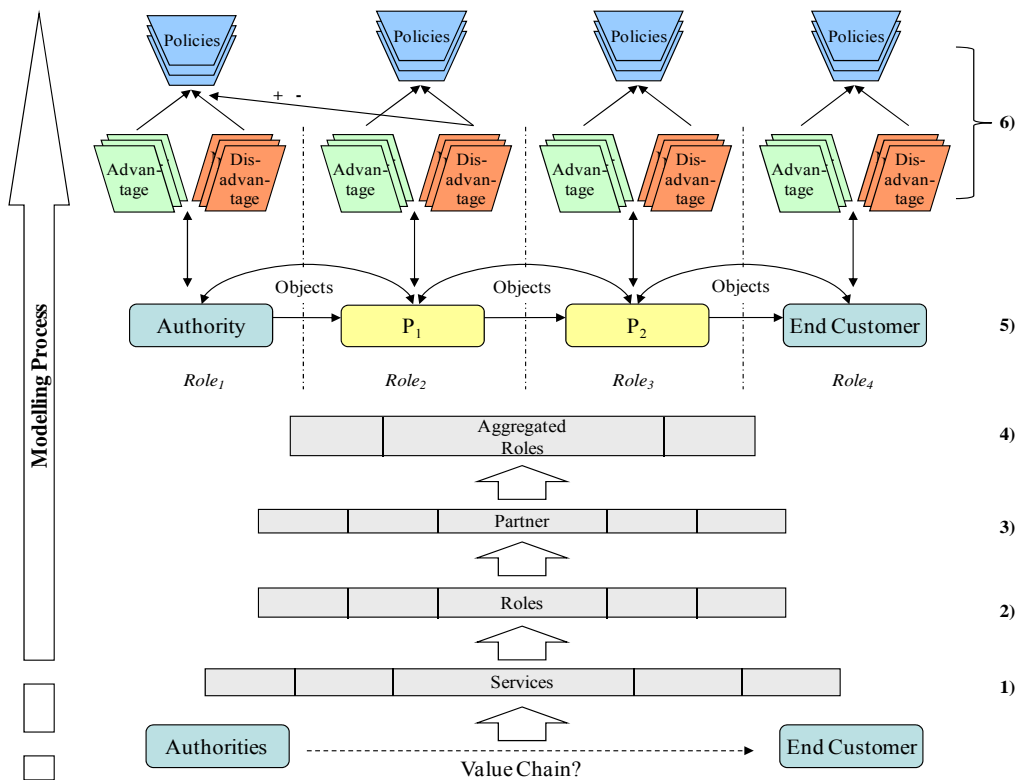 Policies
Policies
Policies
Policies
+ -
6)
Advan-
tage
Dis-
advan-
tage
Advan-
tage
Dis-
advan-
tage
Advan-
tage
Dis-
advan-
tage
Advan-
tage
Dis-
advan-
tage
Objects
Objects
Objects
Authority
P1
P2
End Customer
5)
Role1
Role2
Role3
Role4
Modelling Process
Aggregated
Roles
4)
Partner
3)
Roles
2)
Services
1)
Authorities
End Customer
Value Chain?